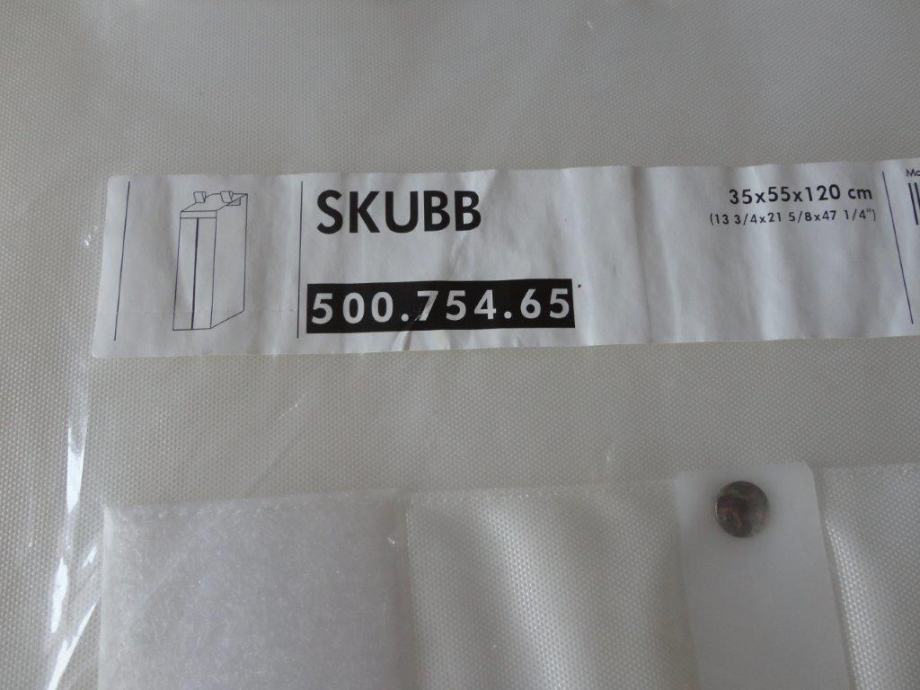 SKUBB
35x55x120 cm
(13 3/4x21 5/8x47 1/4")
500.754.65